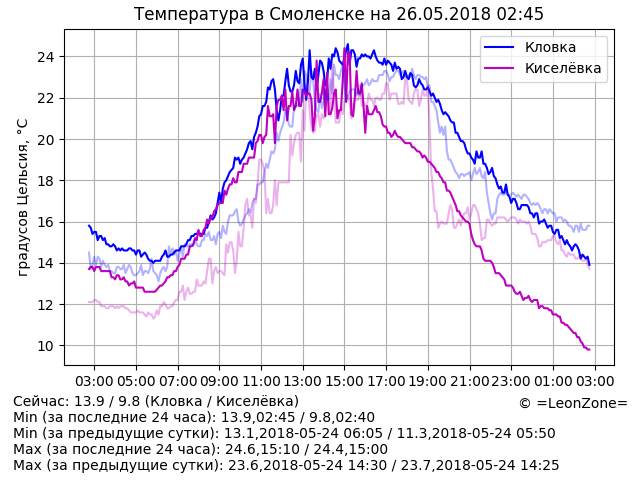 Температура в Смоленске на 26.05.2018 02:45
градусов Цельсия, °C
24
22
20
18
16
14
12
10
Кловка
Киселёвка
03:00 05:00 07:00 09:00 11:00 13:00 15:00 17:00 19:00 21:00 23:00 01:00 03:00
Сейчас: 13.9 / 9.8 (Кловка / Киселёвка)
© =LeonZone=
Min (за последние 24 часа): 13.9,02:45 / 9.8,02:40
Min (за предыдущие сутки): 13.1,2018-05-24 06:05 / 11.3,2018-05-24 05:50
Max (за последние 24 часа): 24.6,15:10 / 24.4,15:00
Max (за предыдущие сутки): 23.6,2018-05-24 14:30 / 23.7,2018-05-24 14:25